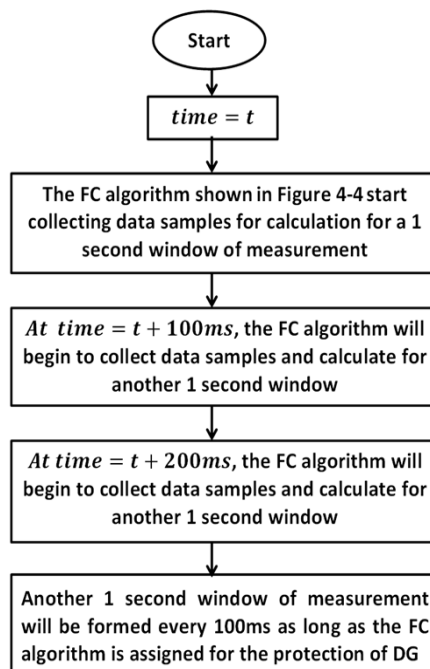 Start
time = t
The FC algorithm shown in Figure 4-4 start
collecting data samples for calculation for a 1
second window of measurement
At time = t + 100ms, the FC algorithm will
begin to collect data samples and calculate for
another 1 second window
At time = t + 200ms, the FC algorithm will
begin to collect data samples and calculate for
another 1 second window
Another 1 second window of measurement
will be formed every 100ms as long as the FC
algorithm is assigned for the protection of DG